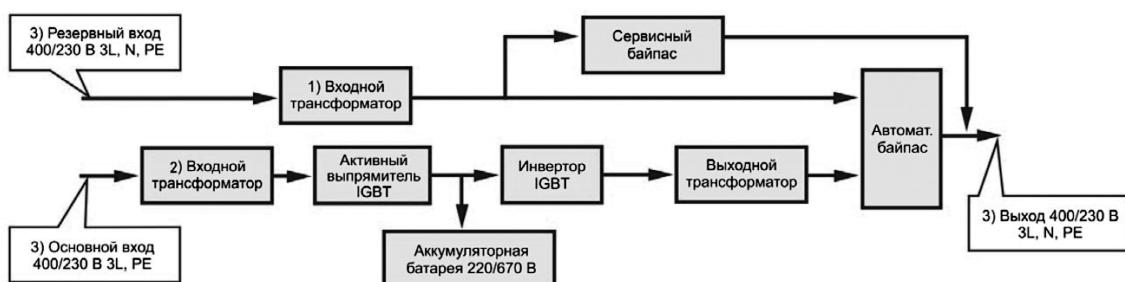 3) Резервный вход
400/230 В 3L, N, PE
1) Входной
трансформатор
Сервисный
байпас
Автомат.
байпас
2) Входной
трансформатор
Активный
выпрямитель
IGBT
Инвертор
IGBT
Выходной
трансформатор
3) Основной вход
400/230 В 3L, PE
Аккумуляторная
батарея 220/670 В
3) Выход 400/230 В
3L, N, PE